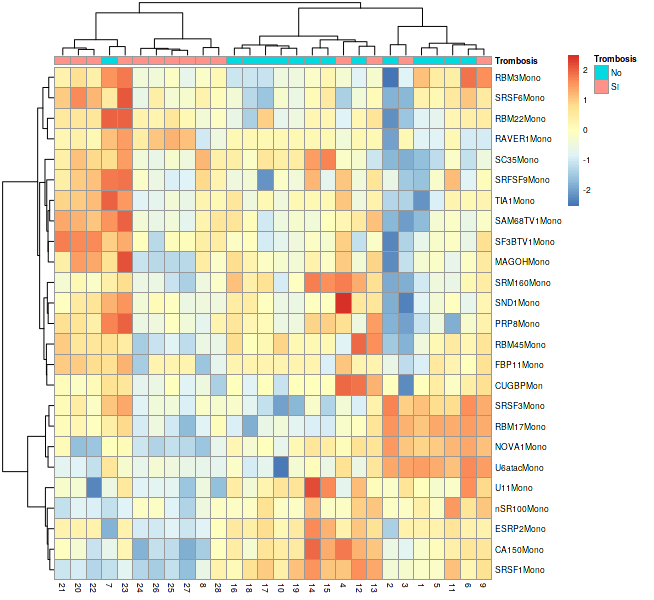 Trombosis
Trombosis
No
SI
2
1
0
-1
-2
RBM3Mono
SRSF6Mono
RBM22Mono
RAVER1Mono
SC35Mono
SRFSF9Mono
TIA1Mono
SAM68TV1Mono
SF3BTV1Mono
MAGOHMono
SRM160Mono
SND1Mono
PRP8Mono
RBM45Mono
FBP11Mono
CUGBPMon
SRSF3Mono
RBM17Mono
NOVA1Mono
U6atacMono
U11Mono
nSR100Mono
ESRP2Mono
CA150Mono
SRSF1Mono
21 20 22 7 23 24 26 25 27 8 28 16 18 17 10 19 14 15 4 12 13 2 3 1 5 11 6 9